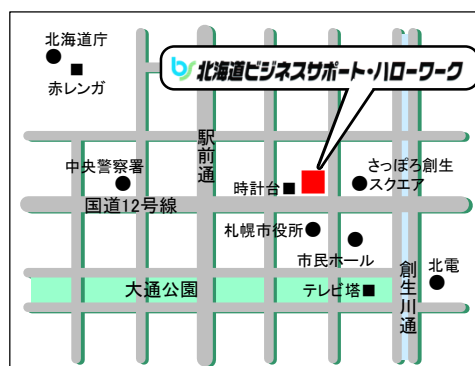 北海道庁
赤レンガ
bs 北海道ビジネスサポート・ハローワーク
駅前通
中央警察署
時計台
さっぽろ創生
スクエア
国道12号線
札幌市役所
市民ホール
大通公園
テレビ塔
創生川通
北電